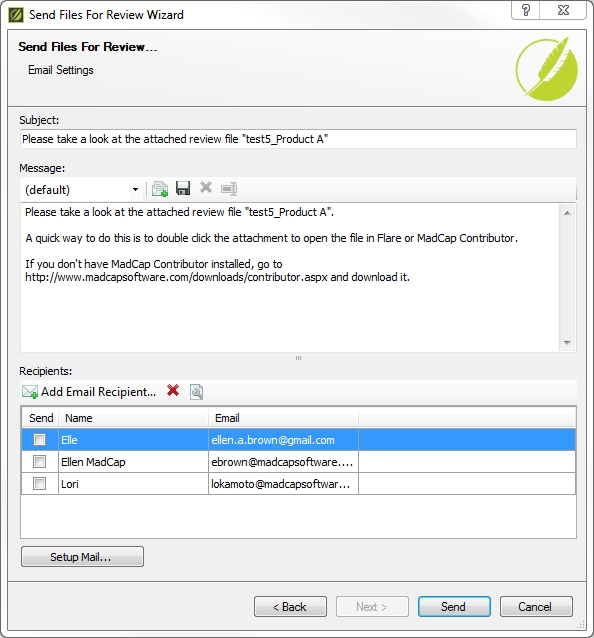 Send Files For Review Wizard
?
Send Files For Review...
Email Settings
Subject:
Please take a look at the attached review file "test5_Product A"
Message:
(default)
Please take a look at the attached review file "test5_Product A".
A quick way to do this is to double click the attachment to open the file in Flare or MadCap Contributor.
If you don't have MadCap Contributor installed, go to
http://www.madcapsoftware.com/downloads/contributor.aspx and download it.
Recipients:
Add Email Recipient...
Send Name Email
Elle ellen.a.brown@gmail.com
Ellen MadCap ebrown@madcapsoftware....
Lori lokamoto@madcapsoftwar...
Setup Mail...
< Back Next > Send Cancel